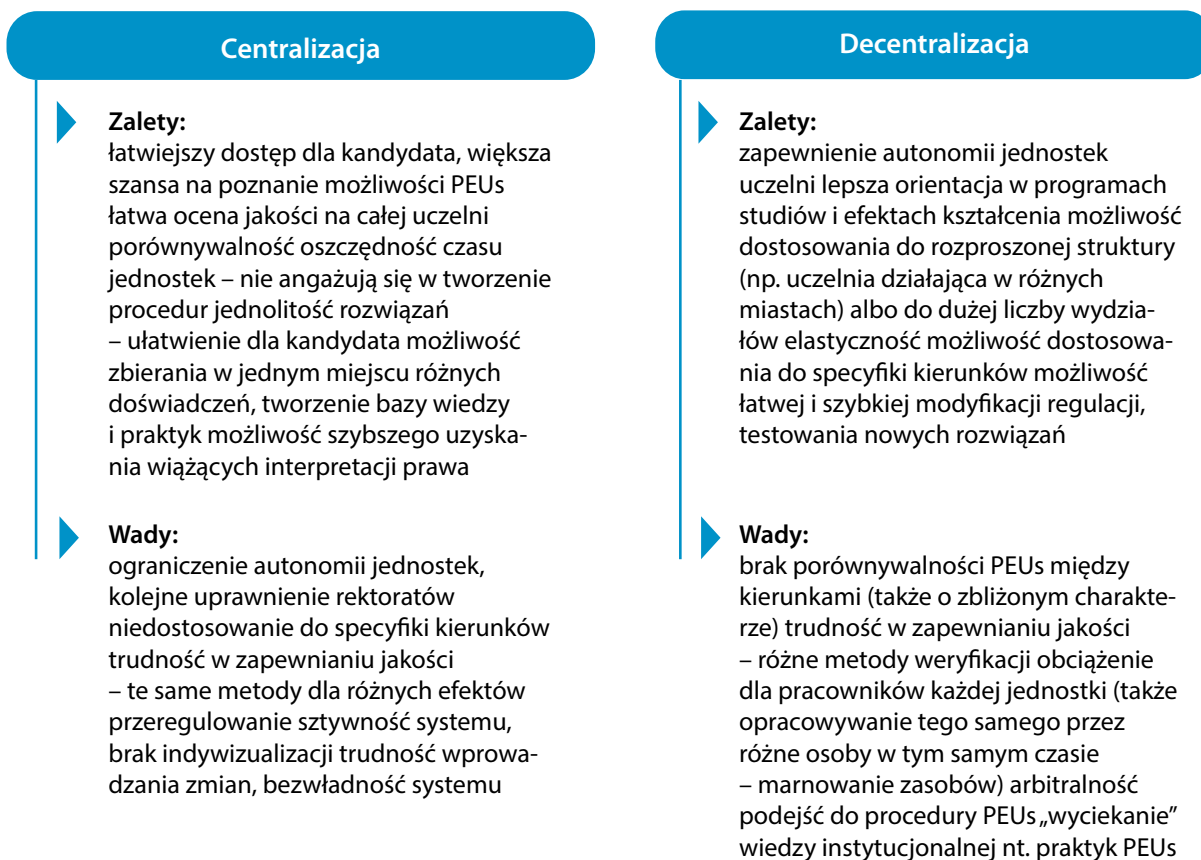 Centralizacja
Zalety:
łatwiejszy dostęp dla kandydata, większa
szansa na poznanie możliwości PEUs
łatwa ocena jakości na całej uczelni
porównywalność oszczędność czasu
jednostek – nie angażują się w tworzenie
procedur jednolitość rozwiązań
– ułatwienie dla kandydata możliwość
zbierania w jednym miejscu różnych
doświadczeń, tworzenie bazy wiedzy
i praktyk możliwość szybszego uzyska-
nia wiążących interpretacji prawa
Wady:
ograniczenie autonomii jednostek,
kolejne uprawnienie rektoratów
niedostosowanie do specyfiki kierunków
trudność w zapewnianiu jakości
– te same metody dla różnych efektów
przeregulowanie sztywność systemu,
brak indywizualizacji trudność wprowa-
dzania zmian, bezwładność systemu
Decentralizacja
Zalety:
zapewnienie autonomii jednostek
uczelni lepsza orientacja w programach
studiów i efektach kształcenia możliwość
dostosowania do rozproszonej struktury
(np. uczelnia działająca w różnych
miastach) albo do dużej liczby wydzia-
łów elastyczność możliwość dostosowa-
nia do specyfiki kierunków możliwość
łatwej i szybkiej modyfikacji regulacji,
testowania nowych rozwiązań
Wady:
brak porównywalności PEUs między
kierunkami (także o zbliżonym charakte-
rze) trudność w zapewnianiu jakości
– różne metody weryfikacji obciążenie
dla pracowników każdej jednostki (także
opracowywanie tego samego przez
różne osoby w tym samym czasie
– marnowanie zasobów) arbitralność
podejść do procedury PEUs „wyciekanie”
wiedzy instytucjonalnej nt. praktyk PEUs